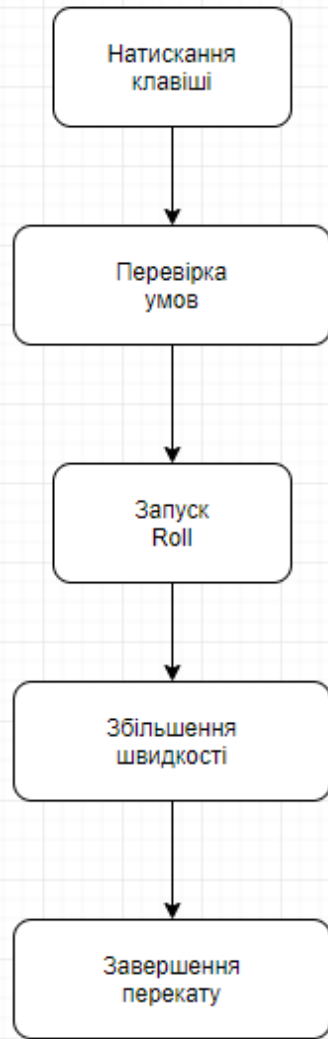 Натискання
клавіші
Перевірка
умов
Запуск
Roll
Збільшення
швидкості
Завершення
перекату